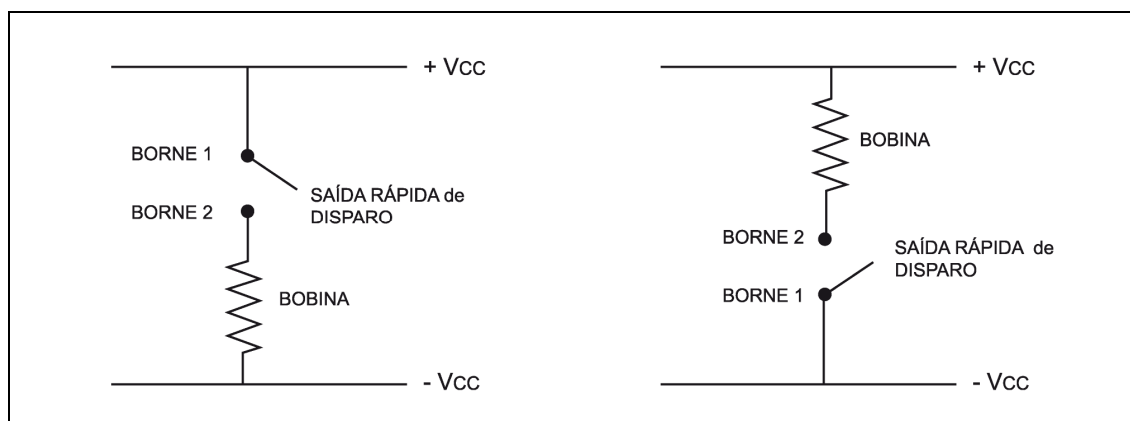 + VCC
BORNE 1
SAÍDA RÁPIDA de
DISPARO
BORNE 2
BOBINA
- VCC
+ VCC
BOBINA
BORNE 2
SAÍDA RÁPIDA de
DISPARO
BORNE 1
- VCC